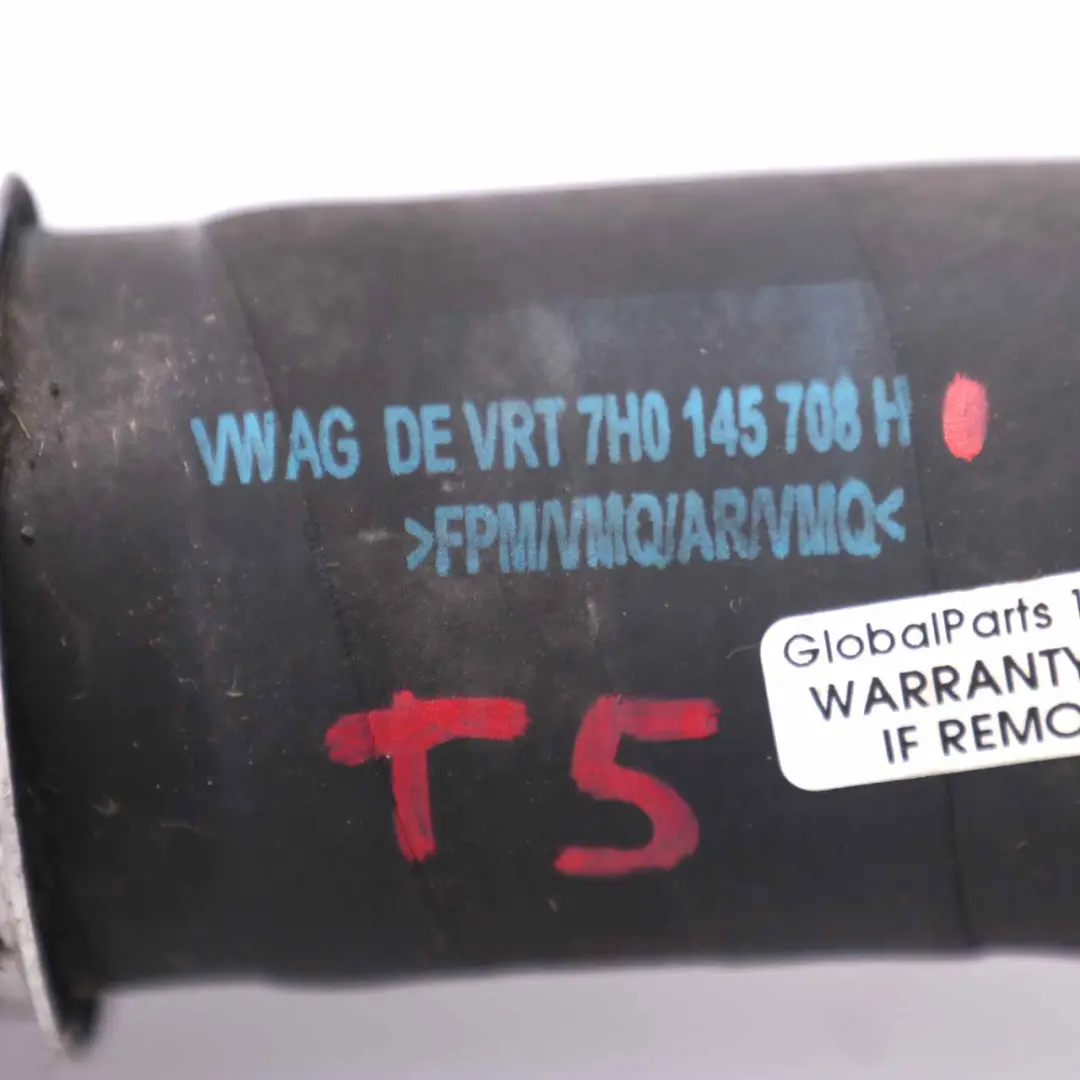 VW AG DE VRT 7H0 145 708 H
>FPM/VMQ/AR/VMQ<
GlobalParts
WARRANTY
IF REMO
T5